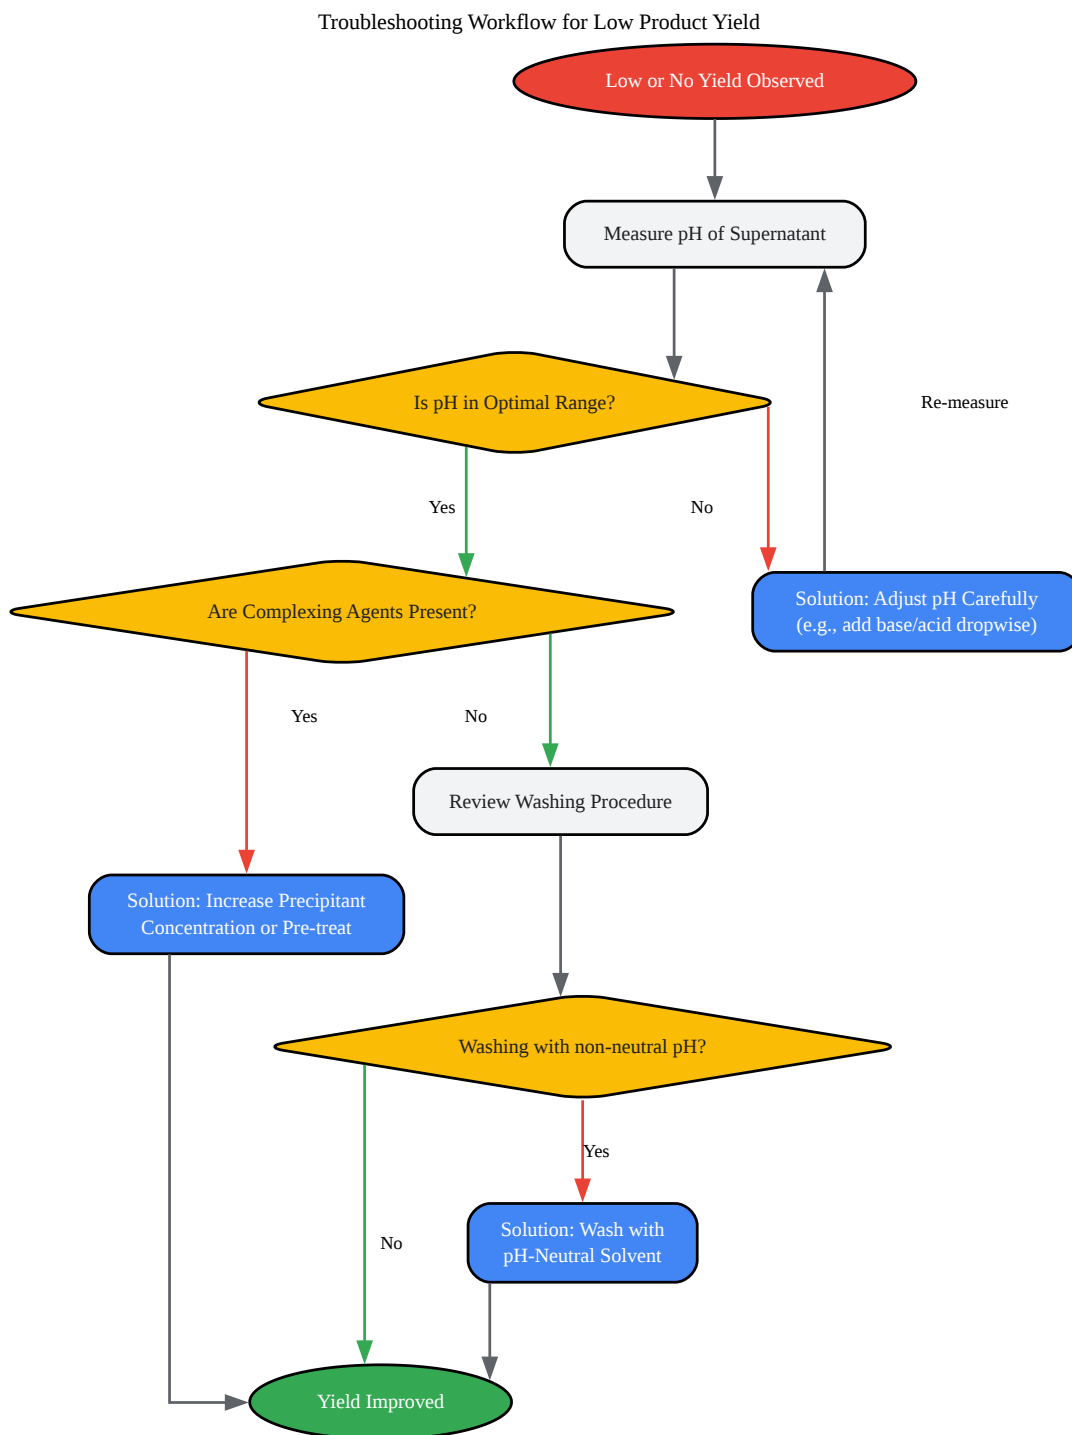 Troubleshooting Workflow for Low Product Yield
Low or No Yield Observed
Measure pH of Supernatant
Is pH in Optimal Range?
Re-measure
Yes
No
Are Complexing Agents Present?
Solution: Adjust pH Carefully
(e.g., add base/acid dropwise)
Yes
No
Review Washing Procedure
Solution: Increase Precipitant
Concentration or Pre-treat
Washing with non-neutral pH?
Yes
Solution: Wash with
pH-Neutral Solvent
No
Yield Improved